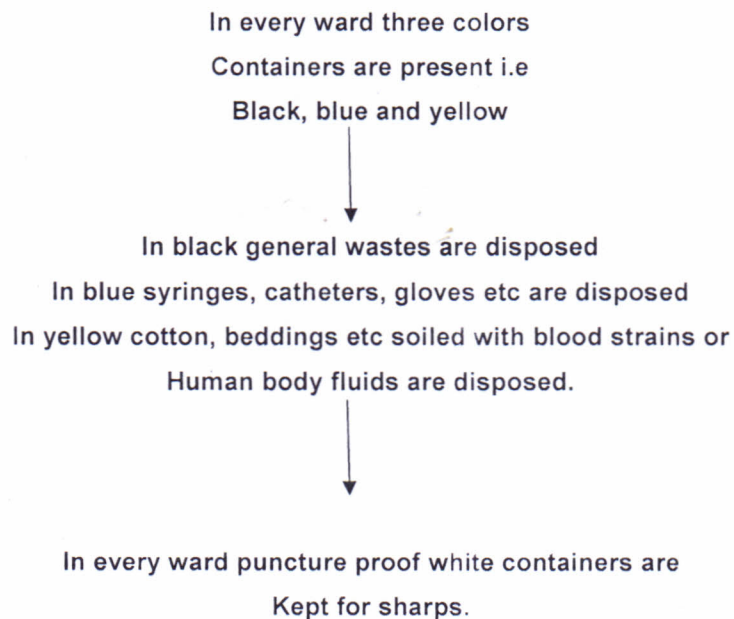 In every ward three colors
Containers are present i.e
Black, blue and yellow
In black general wastes are disposed
In blue syringes, catheters, gloves etc are disposed
In yellow cotton, beddings etc soiled with blood strains or
Human body fluids are disposed.
In every ward puncture proof white containers are
Kept for sharps.